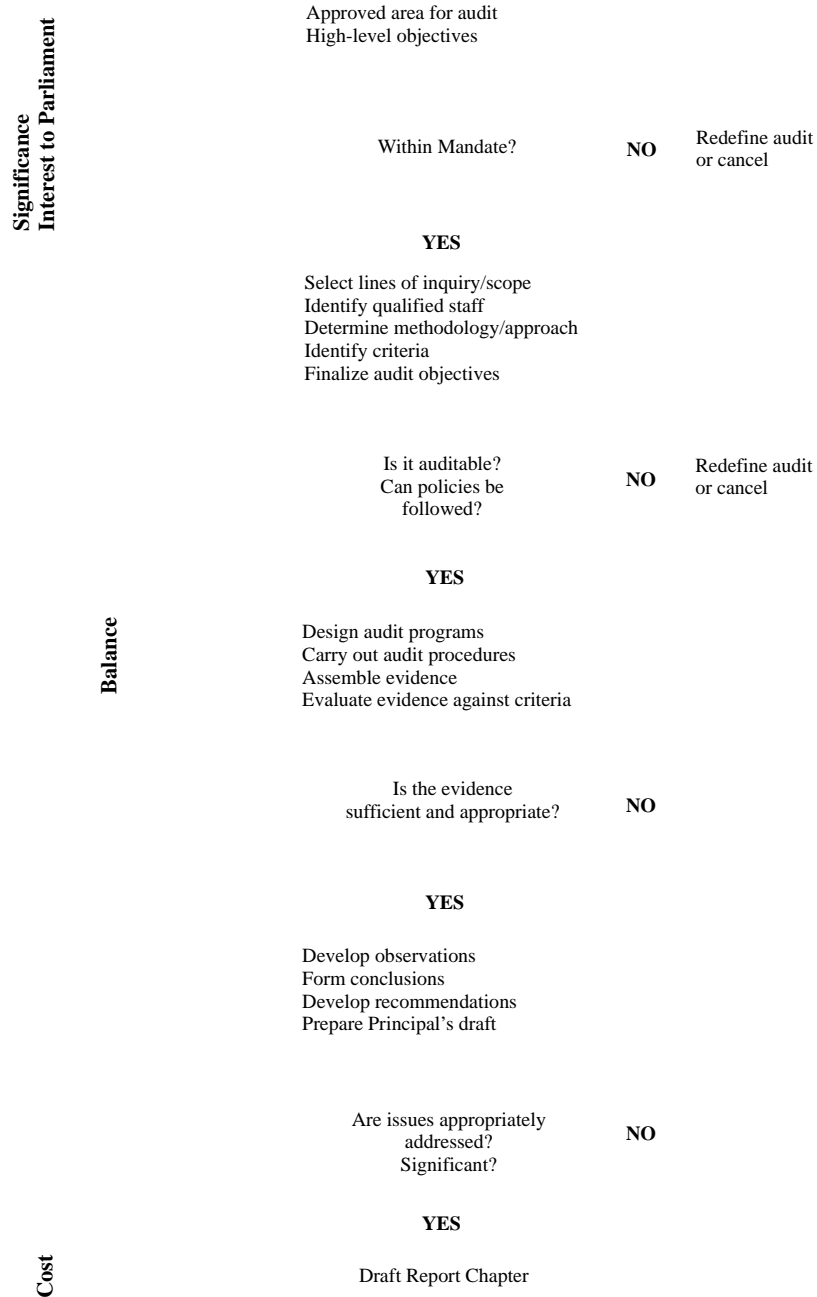 Significance
Interest to Parliament
Approved area for audit
High-level objectives
Within Mandate?
NO
Redefine audit
or cancel
YES
Select lines of inquiry/scope
Identify qualified staff
Determine methodology/approach
Identify criteria
Finalize audit objectives
Is it auditable?
Can policies be
followed?
NO
Redefine audit
or cancel
YES
Balance
Design audit programs
Carry out audit procedures
Assemble evidence
Evaluate evidence against criteria
Is the evidence
sufficient and appropriate?
NO
YES
Develop observations
Form conclusions
Develop recommendations
Prepare Principal’s draft
Are issues appropriately
addressed?
Significant?
NO
YES
Cost
Draft Report Chapter